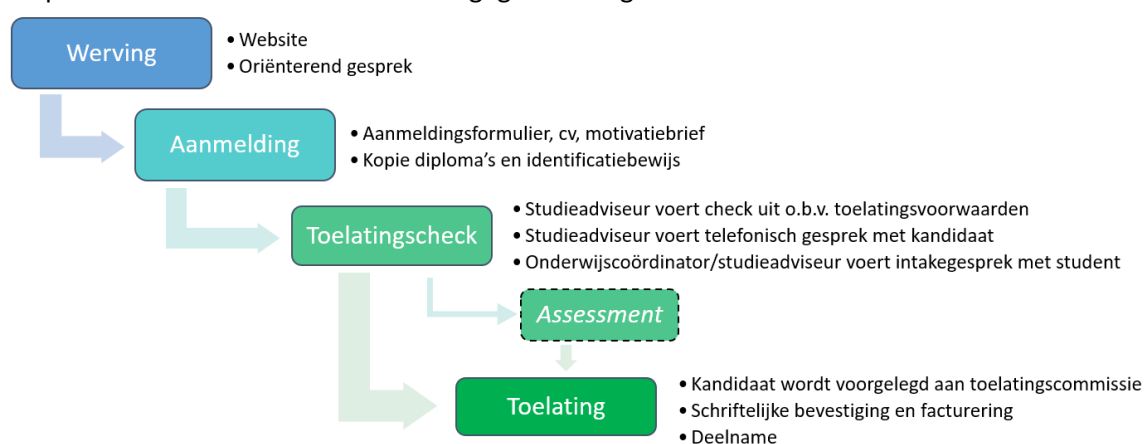 Werving
• Website
• Oriënterend gesprek
Aanmelding
• Aanmeldingsformulier, cv, motivatiebrief
• Kopie diploma's en identificatiebewijs
Toelatingscheck
• Studieadviseur voert check uit o.b.v. toelatingsvoorwaarden
• Studieadviseur voert telefonisch gesprek met kandidaat
• Onderwijscoördinator/studieadviseur voert intakegesprek met student
Assessment
Toelating
• Kandidaat wordt voorgelegd aan toelatingscommissie
• Schriftelijke bevestiging en facturering
• Deelname